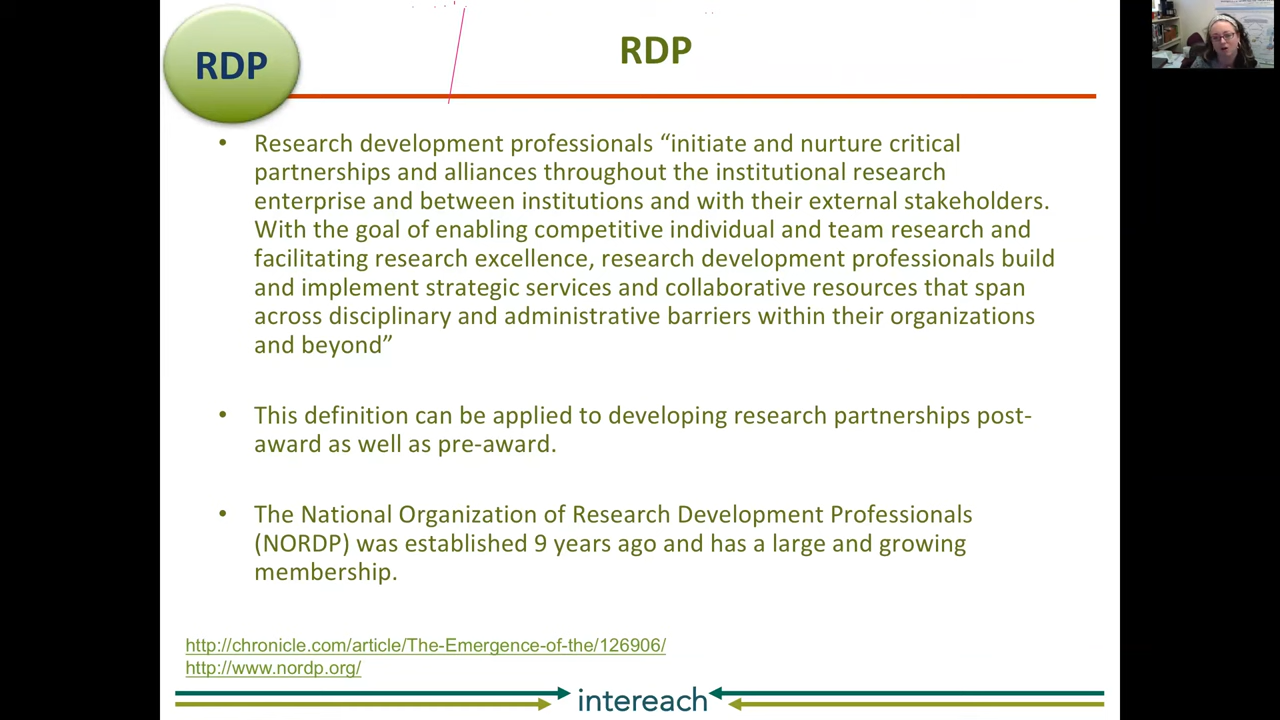 RDP
RDP
• Research development professionals “initiate and nurture critical
partnerships and alliances throughout the institutional research
enterprise and between institutions and with their external stakeholders.
With the goal of enabling competitive individual and team research and
facilitating research excellence, research development professionals build
and implement strategic services and collaborative resources that span
across disciplinary and administrative barriers within their organizations
and beyond”
• This definition can be applied to developing research partnerships post-
award as well as pre-award.
• The National Organization of Research Development Professionals
(NORDP) was established 9 years ago and has a large and growing
membership.
http://chronicle.com/article/The-Emergence-of-the/126906/
http://www.nordp.org/
intereach